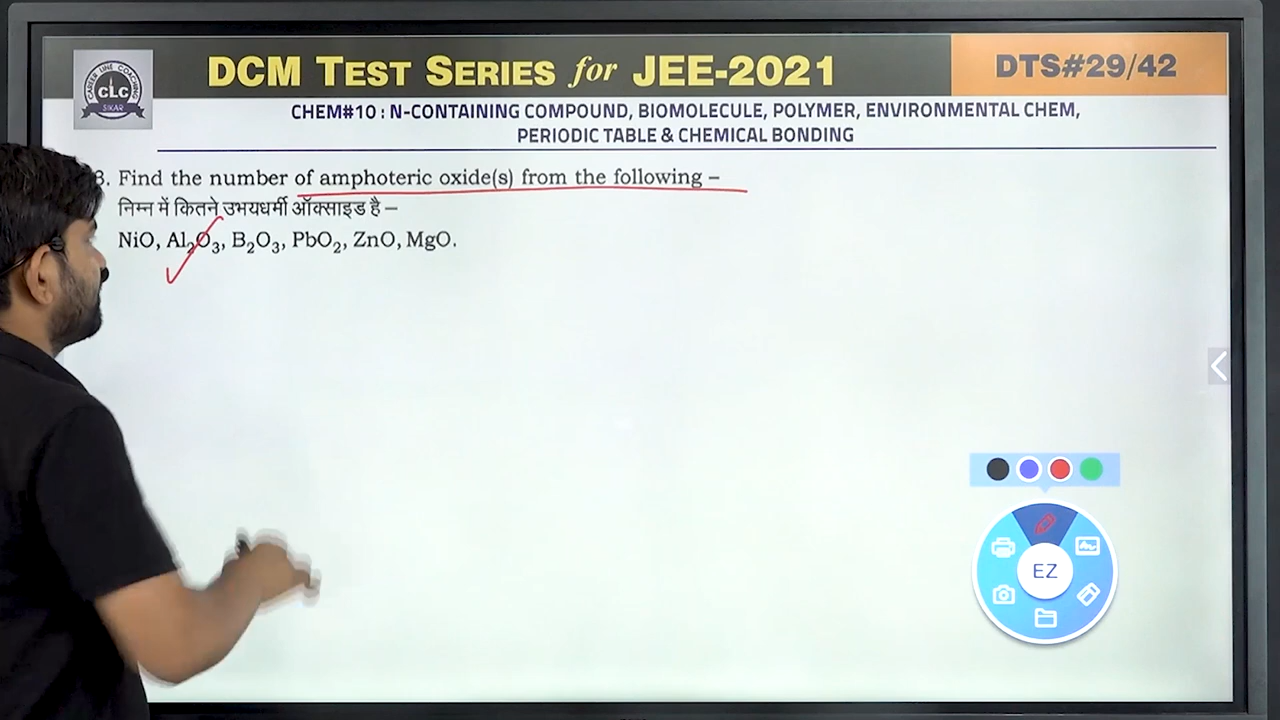 DCM TEST SERIES for JEE-2021
DTS#29/42
CAREER LINE COACHING
CLC
SIKAR
CHEM#10 : N-CONTAINING COMPOUND, BIOMOLECULE, POLYMER, ENVIRONMENTAL CHEM,
PERIODIC TABLE & CHEMICAL BONDING
3. Find the number of amphoteric oxide(s) from the following –
निम्न में कितने उभयधर्मी ऑक्साइड है –
NiO, Al₂O₃, B₂O₃, PbO₂, ZnO, MgO.
EZ